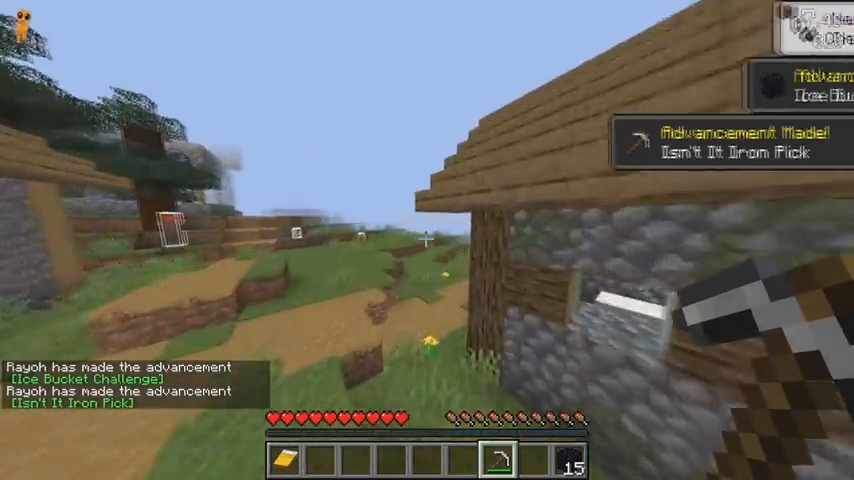 Advancement Made!
Isn't It Iron Pick
Rayoh has made the advancement
[Ice Bucket Challenge]
Rayoh has made the advancement
[Isn't It Iron Pick]
15